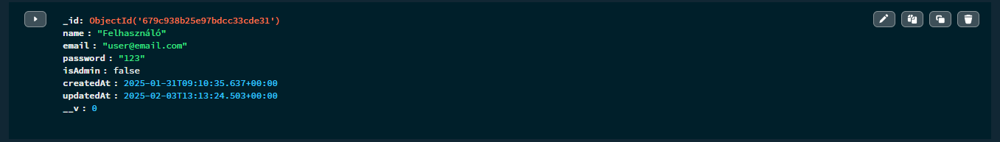 _id: ObjectId('679c938b25e97bdcc33cde31')
name : "Felhasználó"
email : "user@email.com"
password : "123"
isAdmin : false
createdAt : 2025-01-31T09:10:35.637+00:00
updatedAt : 2025-02-03T13:13:24.503+00:00
__v : 0